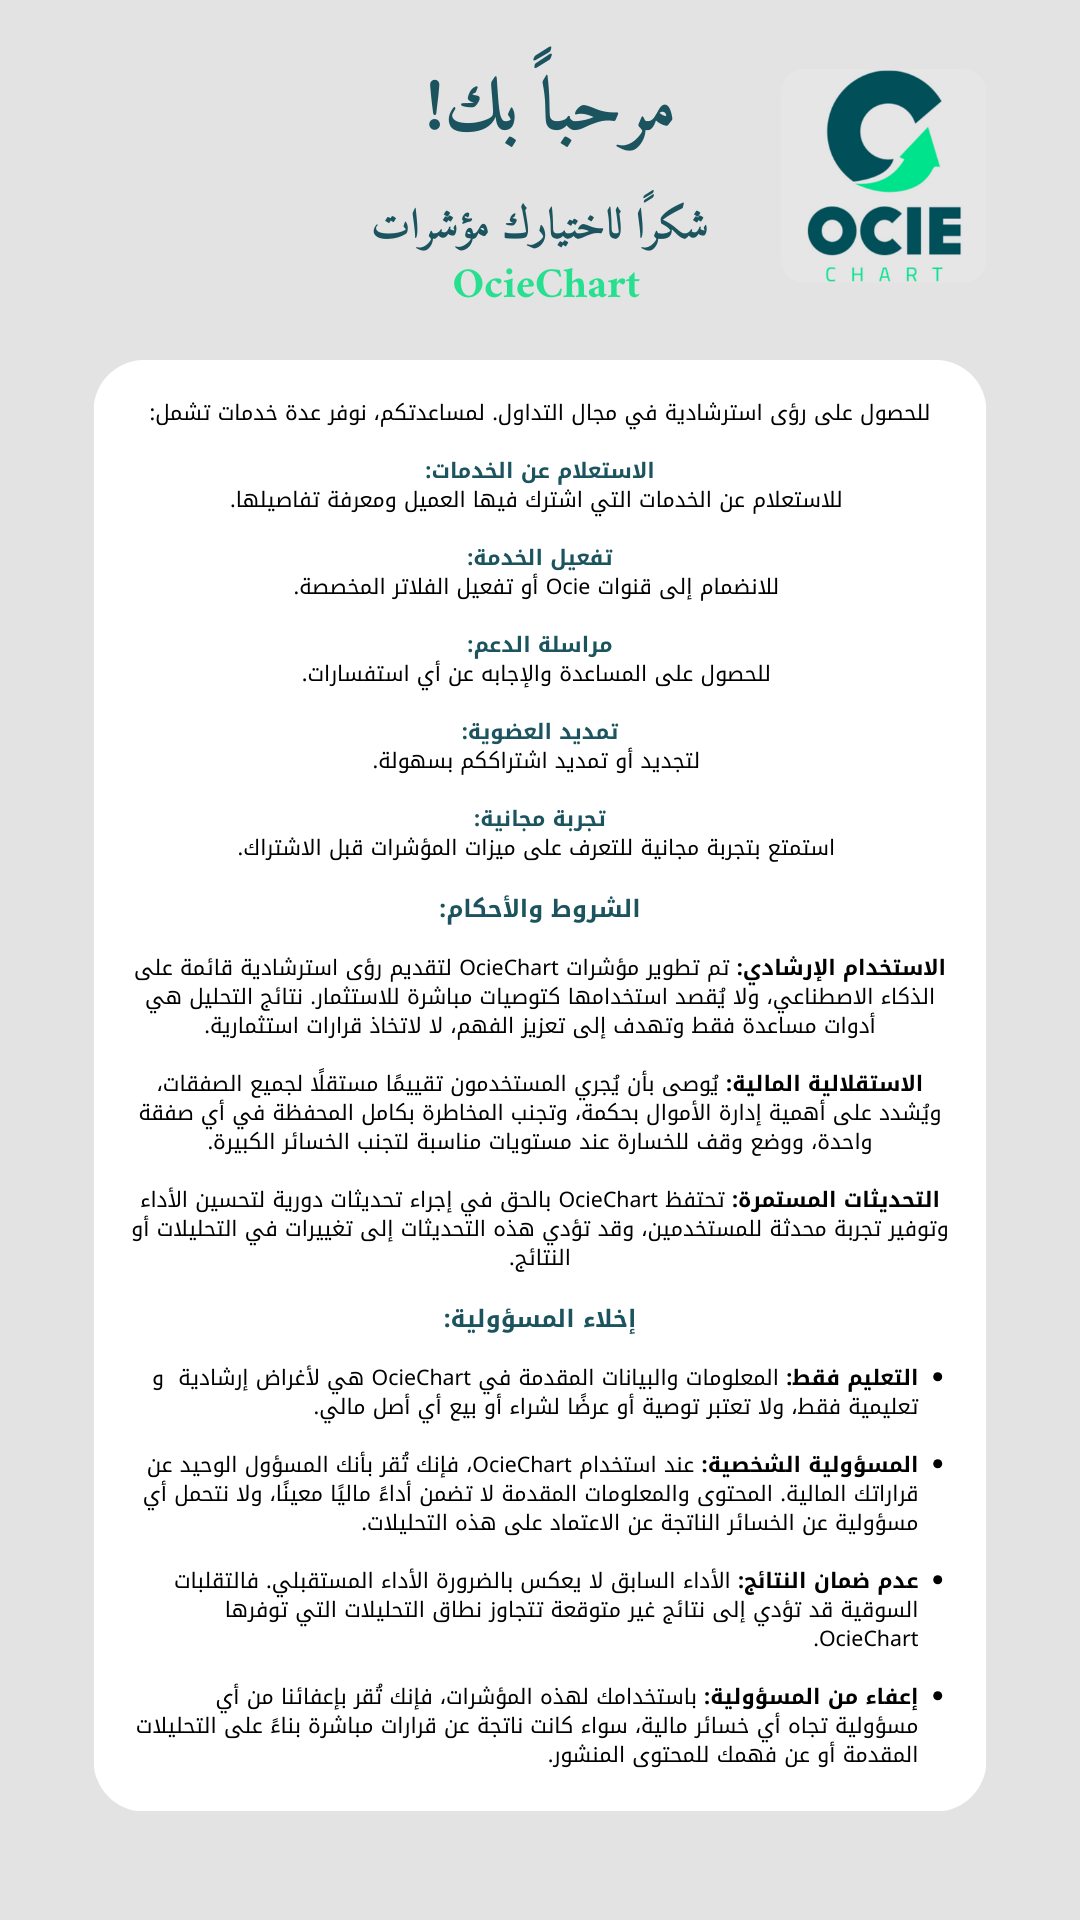 مرحباً بك!
شكرًا لاختيارك مؤشرات
OcieChart
OCIE
CHART
للحصول على رؤى استرشادية في مجال التداول. لمساعدتكم، نوفر عدة خدمات تشمل:
الاستعلام عن الخدمات:
للاستعلام عن الخدمات التي اشترك فيها العميل ومعرفة تفاصيلها.
تفعيل الخدمة:
للانضمام إلى قنوات Ocie أو تفعيل الفلاتر المخصصة.
مراسلة الدعم:
للحصول على المساعدة والإجابه عن أي استفسارات.
تمديد العضوية:
لتجديد أو تمديد اشتراككم بسهولة.
تجربة مجانية:
استمتع بتجربة مجانية للتعرف على ميزات المؤشرات قبل الاشتراك.
الشروط والأحكام:
الاستخدام الإرشادي: تم تطوير مؤشرات OcieChart لتقديم رؤى استرشادية قائمة على
الذكاء الاصطناعي، ولا يُقصد استخدامها كتوصيات مباشرة للاستثمار. نتائج التحليل هي
أدوات مساعدة فقط وتهدف إلى تعزيز الفهم، لا لاتخاذ قرارات استثمارية.
الاستقلالية المالية: يُوصى بأن يُجري المستخدمون تقييمًا مستقلًا لجميع الصفقات،
ويُشدد على أهمية إدارة الأموال بحكمة، وتجنب المخاطرة بكامل المحفظة في أي صفقة
واحدة، ووضع وقف للخسارة عند مستويات مناسبة لتجنب الخسائر الكبيرة.
التحديثات المستمرة: تحتفظ OcieChart بالحق في إجراء تحديثات دورية لتحسين الأداء
وتوفير تجربة محدثة للمستخدمين، وقد تؤدي هذه التحديثات إلى تغييرات في التحليلات أو
النتائج.
إخلاء المسؤولية:
• التعليم فقط: المعلومات والبيانات المقدمة في OcieChart هي لأغراض إرشادية و
تعليمية فقط، ولا تعتبر توصية أو عرضًا لشراء أو بيع أي أصل مالي.
• المسؤولية الشخصية: عند استخدام OcieChart، فإنك تُقر بأنك المسؤول الوحيد عن
قراراتك المالية. المحتوى والمعلومات المقدمة لا تضمن أداءً ماليًا معينًا، ولا نتحمل أي
مسؤولية عن الخسائر الناتجة عن الاعتماد على هذه التحليلات.
• عدم ضمان النتائج: الأداء السابق لا يعكس بالضرورة الأداء المستقبلي. فالتقلبات
السوقية قد تؤدي إلى نتائج غير متوقعة تتجاوز نطاق التحليلات التي توفرها
OcieChart.
• إعفاء من المسؤولية: باستخدامك لهذه المؤشرات، فإنك تُقر بإعفائنا من أي
مسؤولية تجاه أي خسائر مالية، سواء كانت ناتجة عن قرارات مباشرة بناءً على التحليلات
المقدمة أو عن فهمك للمحتوى المنشور.